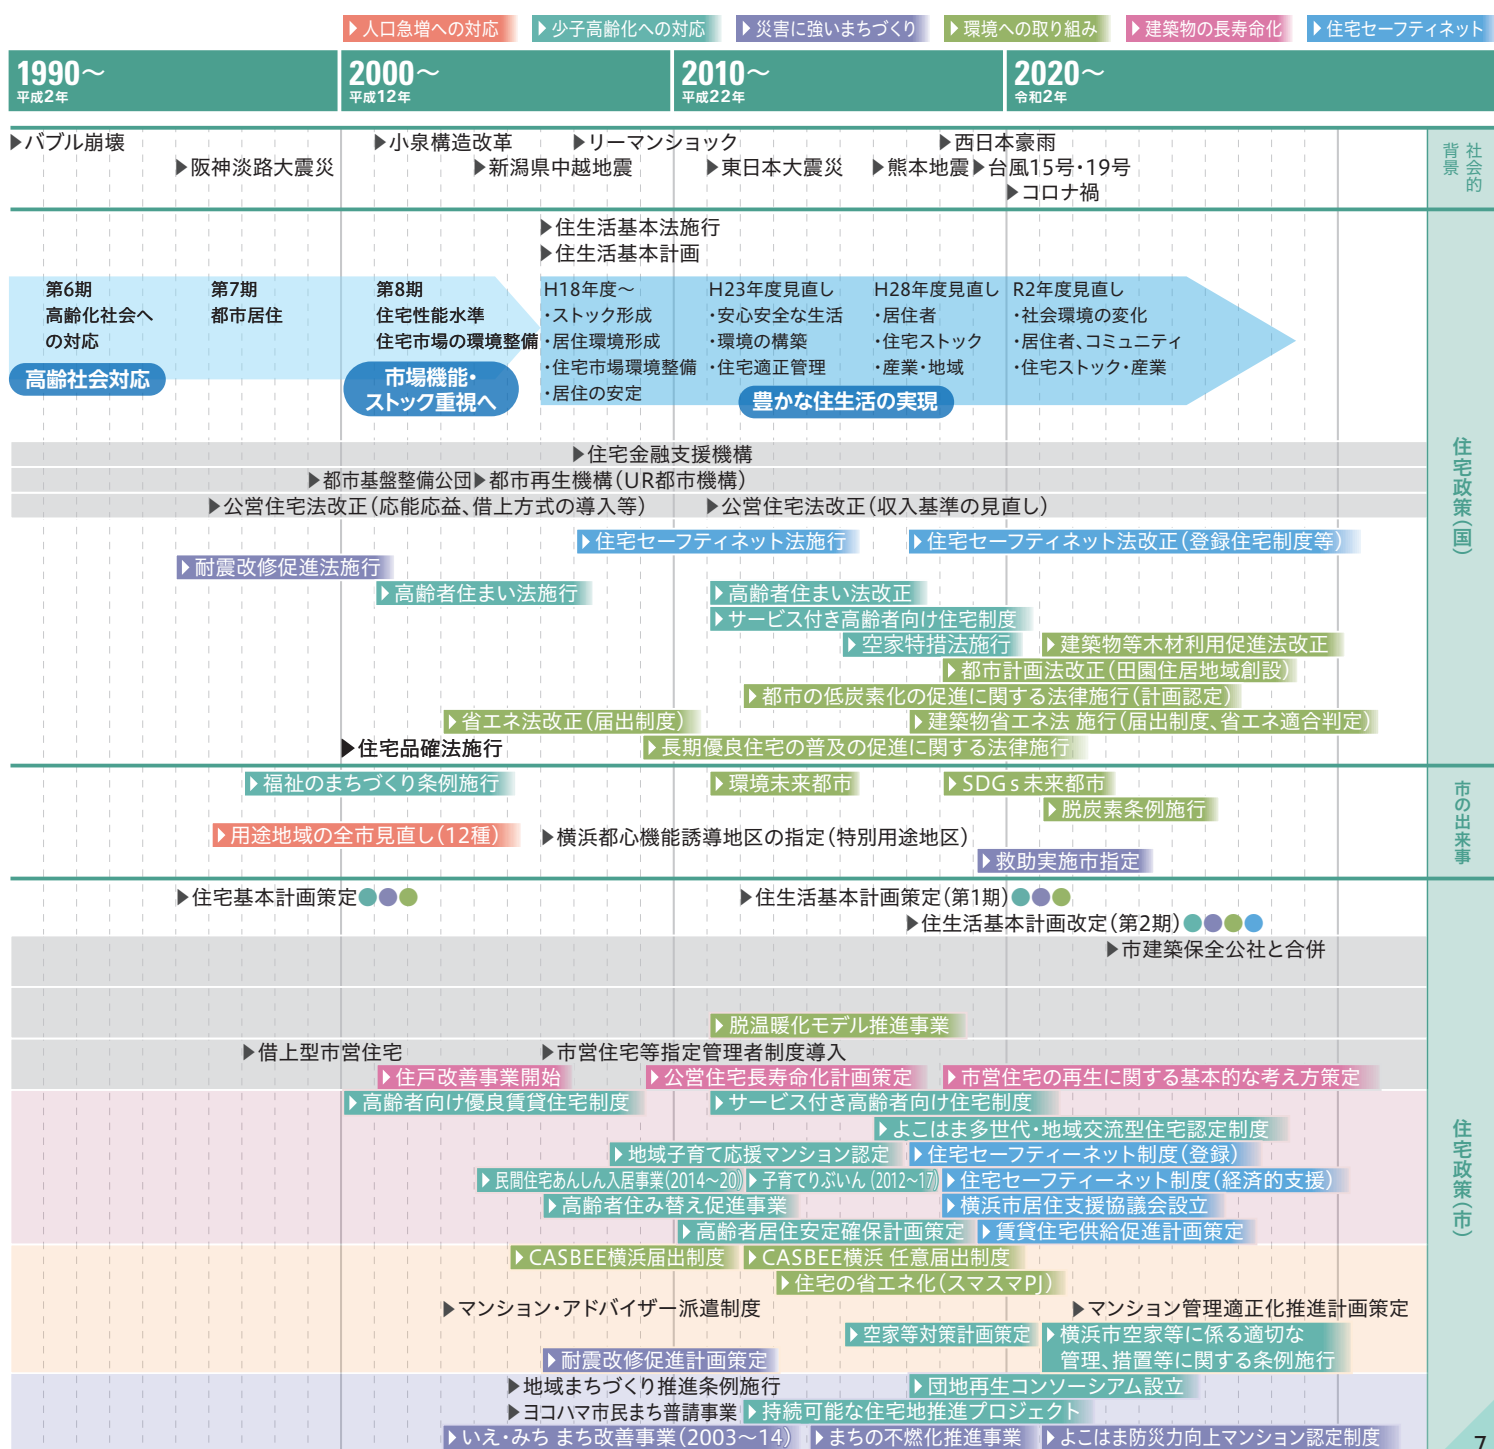 ▶人口急増への対応 ▶少子高齢化への対応 ▶災害に強いまちづくり ▶環境への取り組み ▶建築物の長寿命化 ▶住宅セーフティネット
1990〜 2000〜 2010〜 2020〜
平成2年 平成12年 平成22年 令和2年
社会的背景
▶バブル崩壊 ▶小泉構造改革 ▶リーマンショック ▶西日本豪雨
▶阪神淡路大震災 ▶新潟県中越地震 ▶東日本大震災 ▶熊本地震 ▶台風15号・19号
▶コロナ禍
住宅政策(国)
▶住生活基本法施行
▶住生活基本計画
第6期
高齢化社会へ
の対応
高齢社会対応
第7期
都市居住
第8期
住宅性能水準
住宅市場の環境整備
市場機能・
ストック重視へ
H18年度〜
・ストック形成
・居住環境形成
・住宅市場環境整備
・居住の安定
H23年度見直し
・安心安全な生活
・環境の構築
・住宅適正管理
H28年度見直し
・居住者
・住宅ストック
・産業・地域
R2年度見直し
・社会環境の変化
・居住者、コミュニティ
・住宅ストック・産業
豊かな住生活の実現
▶住宅金融支援機構
▶都市基盤整備公団 ▶都市再生機構(UR都市機構)
▶公営住宅法改正(応能応益、借上方式の導入等) ▶公営住宅法改正(収入基準の見直し)
▶住宅セーフティネット法施行 ▶住宅セーフティネット法改正(登録住宅制度等)
▶耐震改修促進法施行
▶高齢者住まい法施行 ▶高齢者住まい法改正
▶サービス付き高齢者向け住宅制度
▶空家特措法施行 ▶建築物等木材利用促進法改正
▶都市計画法改正(田園住居地域創設)
▶都市の低炭素化の促進に関する法律施行(計画認定)
▶省エネ法改正(届出制度) ▶建築物省エネ法 施行(届出制度、省エネ適合判定)
▶住宅品確法施行 ▶長期優良住宅の普及の促進に関する法律施行
市の出来事
▶福祉のまちづくり条例施行 ▶環境未来都市 ▶SDGs未来都市
▶脱炭素条例施行
▶用途地域の全市見直し(12種) ▶横浜都心機能誘導地区の指定(特別用途地区)
▶救助実施市指定
住宅政策(市)
▶住宅基本計画策定 ▶住生活基本計画策定(第1期)
▶住生活基本計画改定(第2期)
▶市建築保全公社と合併
▶脱温暖化モデル推進事業
▶借上型市営住宅 ▶市営住宅等指定管理者制度導入
▶住戸改善事業開始 ▶公営住宅長寿命化計画策定 ▶市営住宅の再生に関する基本的な考え方策定
▶高齢者向け優良賃貸住宅制度 ▶サービス付き高齢者向け住宅制度
▶よこはま多世代・地域交流型住宅認定制度
▶地域子育て応援マンション認定 ▶住宅セーフティーネット制度(登録)
▶民間住宅あんしん入居事業(2014〜20) ▶子育てりぶいん(2012〜17) ▶住宅セーフティーネット制度(経済的支援)
▶高齢者住み替え促進事業 ▶横浜市居住支援協議会設立
▶高齢者居住安定確保計画策定 ▶賃貸住宅供給促進計画策定
▶CASBEE横浜届出制度 ▶CASBEE横浜 任意届出制度
▶住宅の省エネ化(スマスマPJ)
▶マンション・アドバイザー派遣制度 ▶マンション管理適正化推進計画策定
▶空家等対策計画策定 ▶横浜市空家等に係る適切な
管理、措置等に関する条例施行
▶耐震改修促進計画策定
▶地域まちづくり推進条例施行 ▶団地再生コンソーシアム設立
▶ヨコハマ市民まち普請事業 ▶持続可能な住宅地推進プロジェクト
▶いえ・みち まち改善事業(2003〜14) ▶まちの不燃化推進事業 ▶よこはま防災力向上マンション認定制度
7